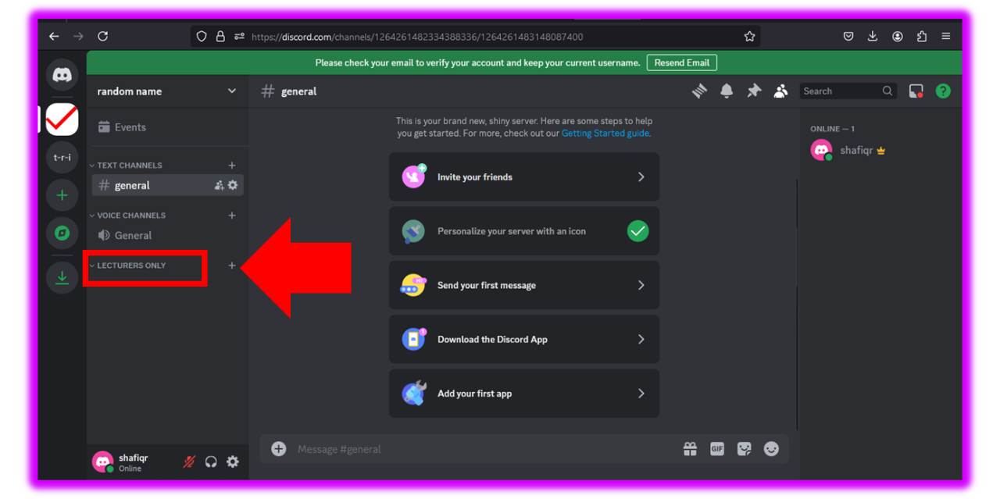 https://discord.com/channels/1264261482334388336/1264261483148087400
Please check your email to verify your account and keep your current username. Resend Email
random name
# general
Search
Events
This is your brand new, shiny server. Here are some steps to help
you get started. For more, check out our Getting Started guide.
ONLINE — 1
shafiqr
t-r-i
TEXT CHANNELS
# general
Invite your friends
VOICE CHANNELS
General
Personalize your server with an icon
LECTURERS ONLY
Send your first message
Download the Discord App
Add your first app
shafiqr
Online
Message #general
GIF